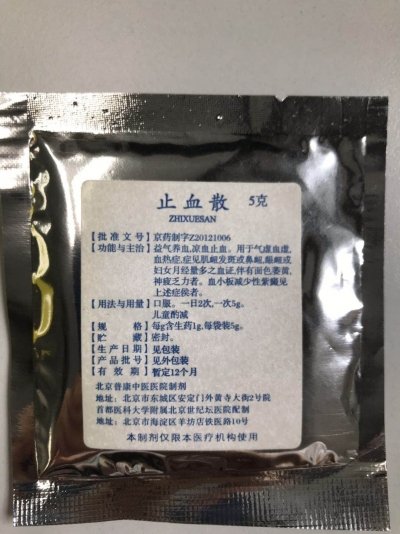 止血散 5克
ZHIXUESAN
【批准文号】京药制字Z20121006
【功能与主治】益气养血,凉血止血。用于气虚血虚,
血热症,症见肌衄发斑或鼻衄,龈衄或
妇女月经量多之血证,伴有面色萎黄,
神疲乏力者。血小板减少性紫癜见
上述症侯者。
【用法与用量】口服。一日2次,一次5g。
儿童酌减
【规 格】每g含生药1g,每袋装5g。
【贮 藏】密封。
【生产日期】见包装
【产品批号】见外包装
【有 效 期】暂定12个月
北京普康中医医院制剂
地址:北京市东城区安定门外黄寺大街2号院
首都医科大学附属北京世纪坛医院配制
地址:北京市海淀区羊坊店铁医路10号
本制剂仅限本医疗机构使用